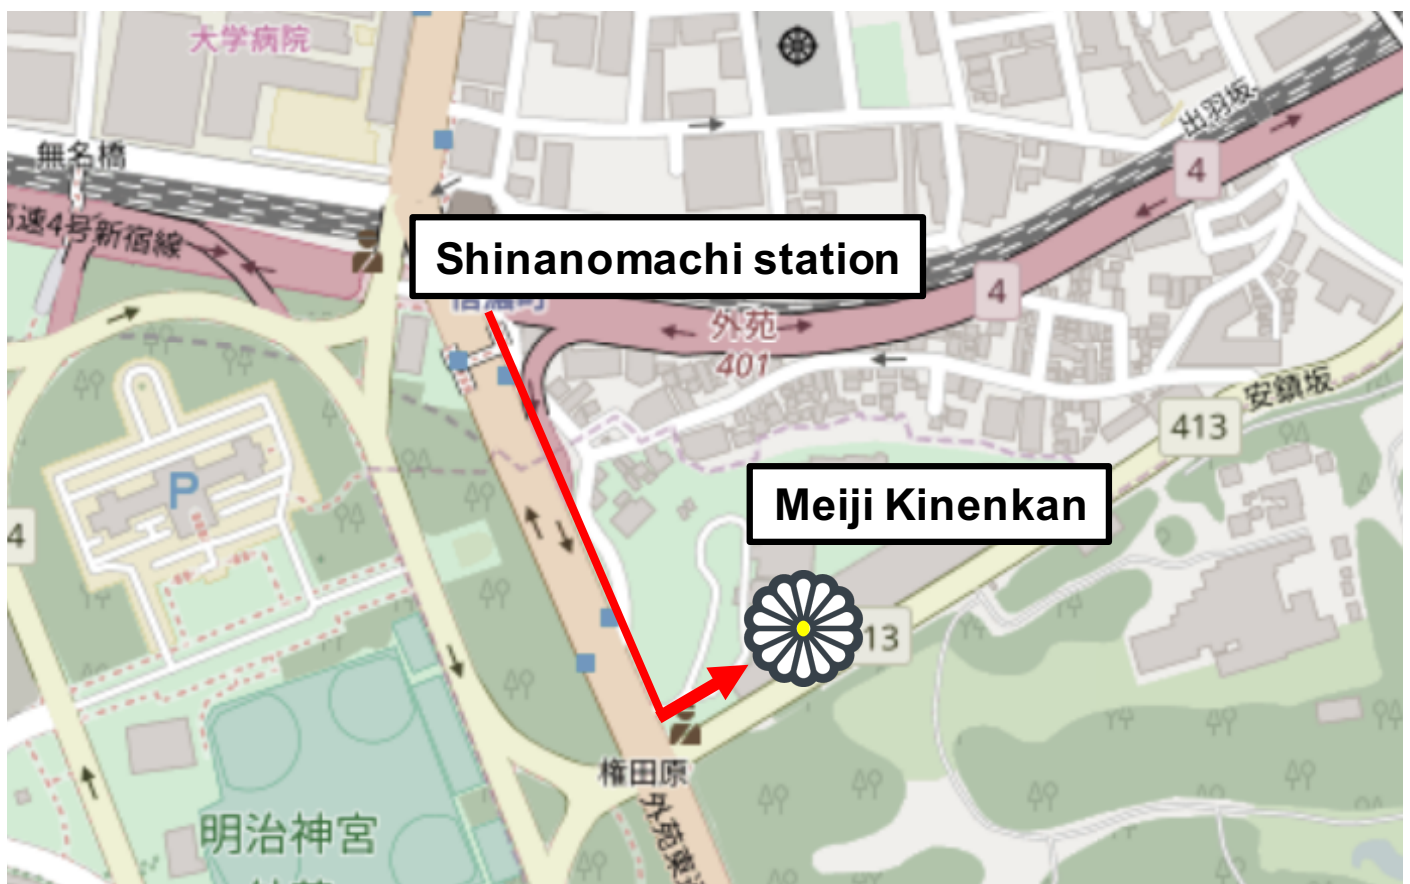 大学病院
無名橋
出羽坂
4
高速4号新宿線
Shinanomachi station
4
外苑
401
安鎮坂
413
P
Meiji Kinenkan
4
13
権田原
明治神宮
外苑東